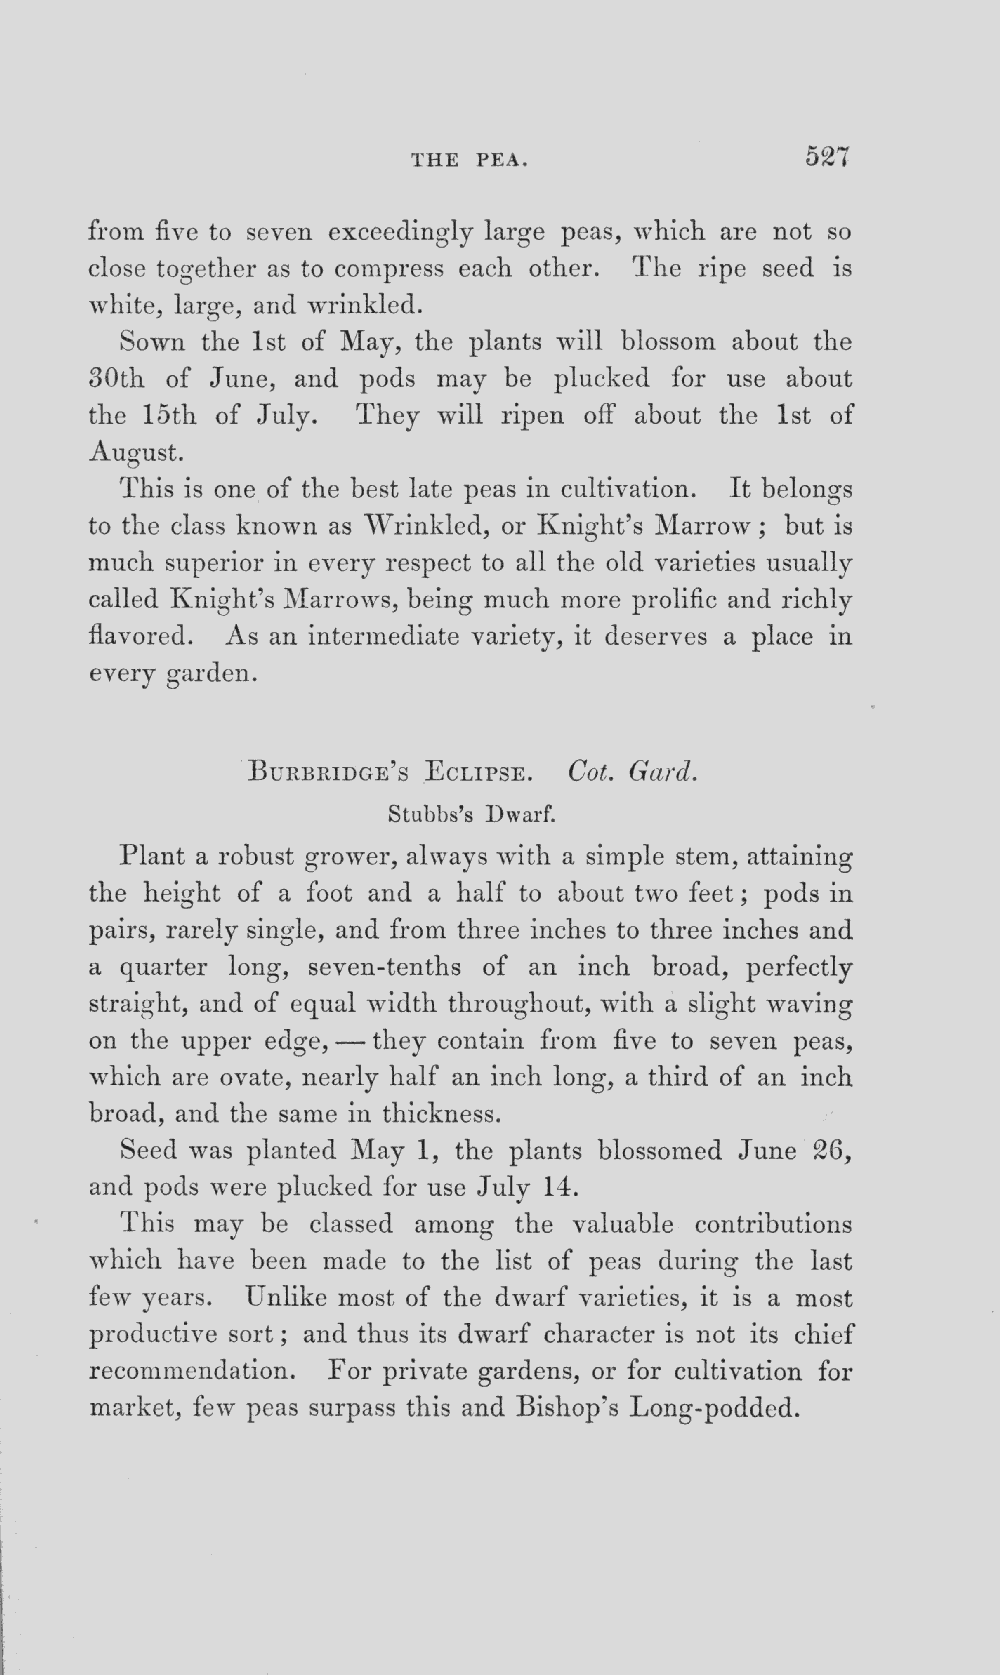 THE PEA. 527
from five to seven exceedingly large peas, which are not so
close together as to compress each other. The ripe seed is
white, large, and wrinkled.
Sown the 1st of May, the plants will blossom about the
30th of June, and pods may be plucked for use about
the 15th of July. They will ripen off about the 1st of
August.
This is one of the best late peas in cultivation. It belongs
to the class known as Wrinkled, or Knight's Marrow; but is
much superior in every respect to all the old varieties usually
called Knight's Marrows, being much more prolific and richly
flavored. As an intermediate variety, it deserves a place in
every garden.
BURBRIDGE'S ECLIPSE. Cot. Gard.
Stubbs's Dwarf.
Plant a robust grower, always with a simple stem, attaining
the height of a foot and a half to about two feet; pods in
pairs, rarely single, and from three inches to three inches and
a quarter long, seven-tenths of an inch broad, perfectly
straight, and of equal width throughout, with a slight waving
on the upper edge, — they contain from five to seven peas,
which are ovate, nearly half an inch long, a third of an inch
broad, and the same in thickness.
Seed was planted May 1, the plants blossomed June 26,
and pods were plucked for use July 14.
This may be classed among the valuable contributions
which have been made to the list of peas during the last
few years. Unlike most of the dwarf varieties, it is a most
productive sort; and thus its dwarf character is not its chief
recommendation. For private gardens, or for cultivation for
market, few peas surpass this and Bishop's Long-podded.